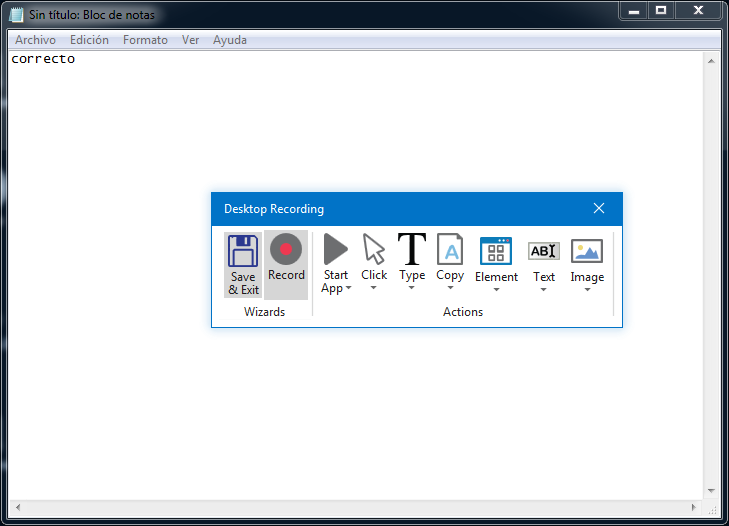 Sin título: Bloc de notas
Archivo Edición Formato Ver Ayuda
correcto
Desktop Recording
Save & Exit
Record
Start App
Click
Type
Copy
Element
Text
Image
Wizards
Actions